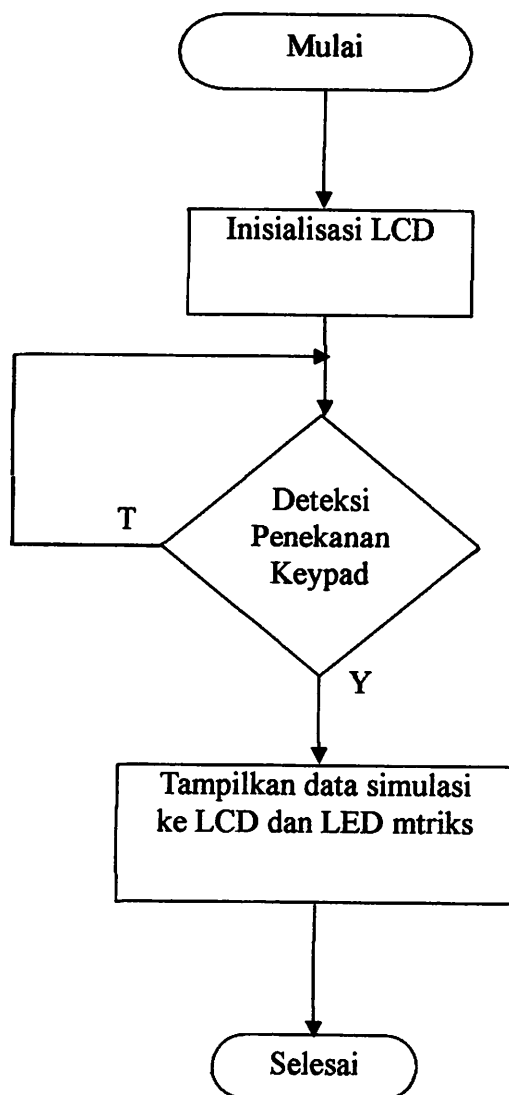 Mulai
Inisialisasi LCD
Deteksi
Penekanan
Keypad
T
Y
Tampilkan data simulasi
ke LCD dan LED mtriks
Selesai